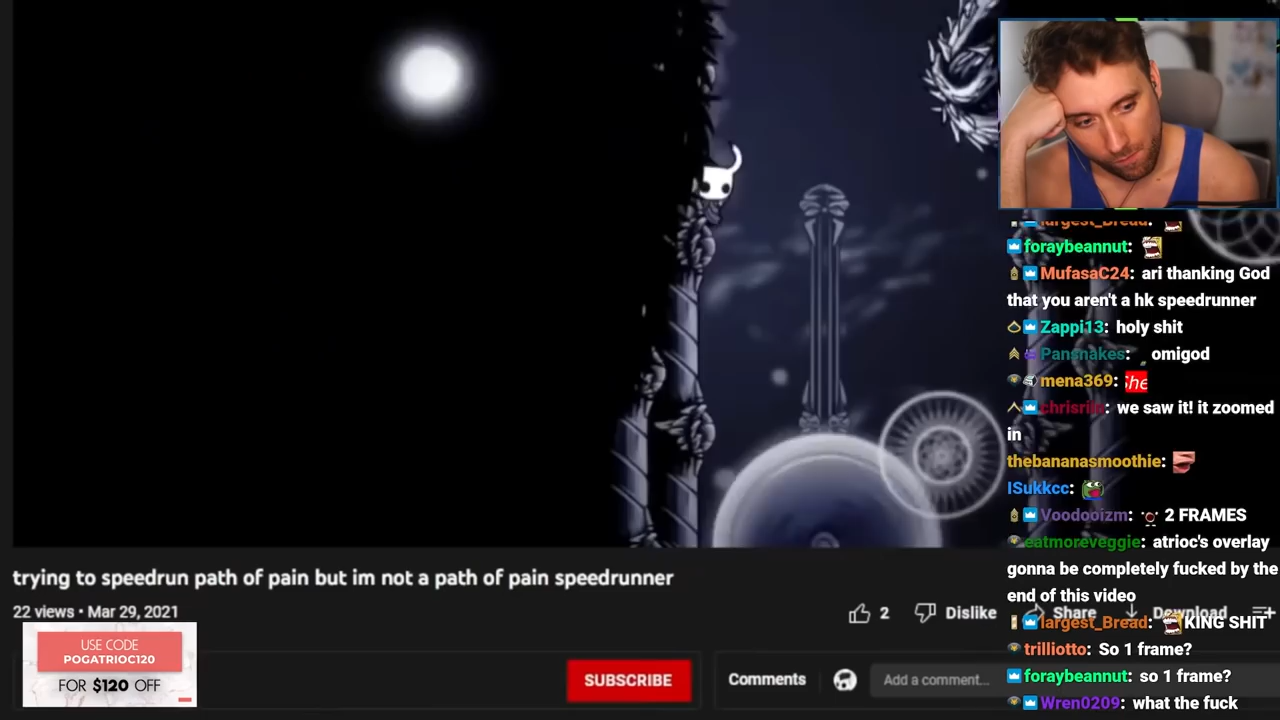 largest_Bread:
foraybeannut:
MufasaC24: ari thanking God
that you aren't a hk speedrunner
Zappi13: holy shit
Pansnakes: omigod
mena369: She
we saw it! it zoomed
in
thebananasmoothie:
ISukkcc:
Voodooizm: 2 FRAMES
eatmoreveggie: atrioc's overlay
gonna be completely fucked by the
end of this video
largest_Bread: KING SHIT
trilliotto: So 1 frame?
foraybeannut: so 1 frame?
Wren0209: what the fuck
trying to speedrun path of pain but im not a path of pain speedrunner
22 views • Mar 29, 2021
2
Dislike
Share
Download
USE CODE
POGATRIOC120
FOR $120 OFF
SUBSCRIBE
Comments
Add a comment...